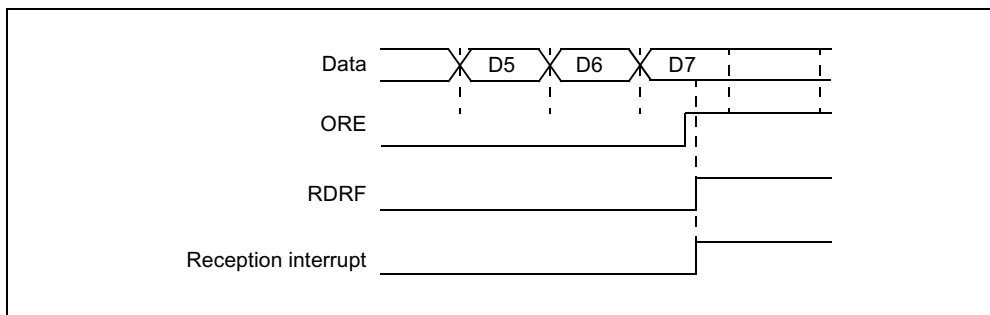 Data D5 D6 D7
ORE
RDRF
Reception interrupt